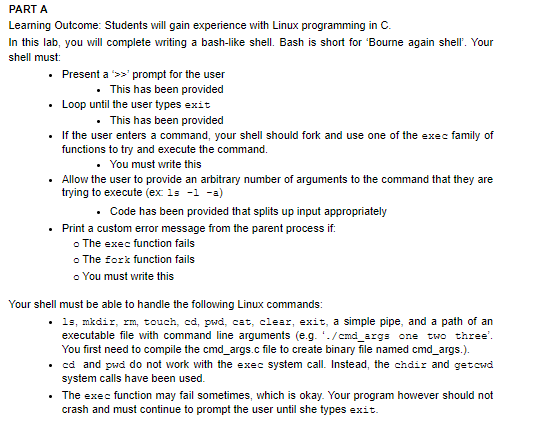 PART A
Learning Outcome: Students will gain experience with Linux programming in C.
In this lab, you will complete writing a bash-like shell. Bash is short for 'Bourne again shell'. Your
shell must:
• Present a '>>' prompt for the user
• This has been provided
• Loop until the user types exit
• This has been provided
• If the user enters a command, your shell should fork and use one of the exec family of
functions to try and execute the command.
• You must write this
• Allow the user to provide an arbitrary number of arguments to the command that they are
trying to execute (ex: ls -l -a)
• Code has been provided that splits up input appropriately
• Print a custom error message from the parent process if:
o The exec function fails
o The fork function fails
o You must write this
Your shell must be able to handle the following Linux commands:
• ls, mkdir, rm, touch, cd, pwd, cat, clear, exit, a simple pipe, and a path of an
executable file with command line arguments (e.g. './cmd_args one two three'.
You first need to compile the cmd_args.c file to create binary file named cmd_args.).
• cd and pwd do not work with the exec system call. Instead, the chdir and getcwd
system calls have been used.
• The exec function may fail sometimes, which is okay. Your program however should not
crash and must continue to prompt the user until she types exit.